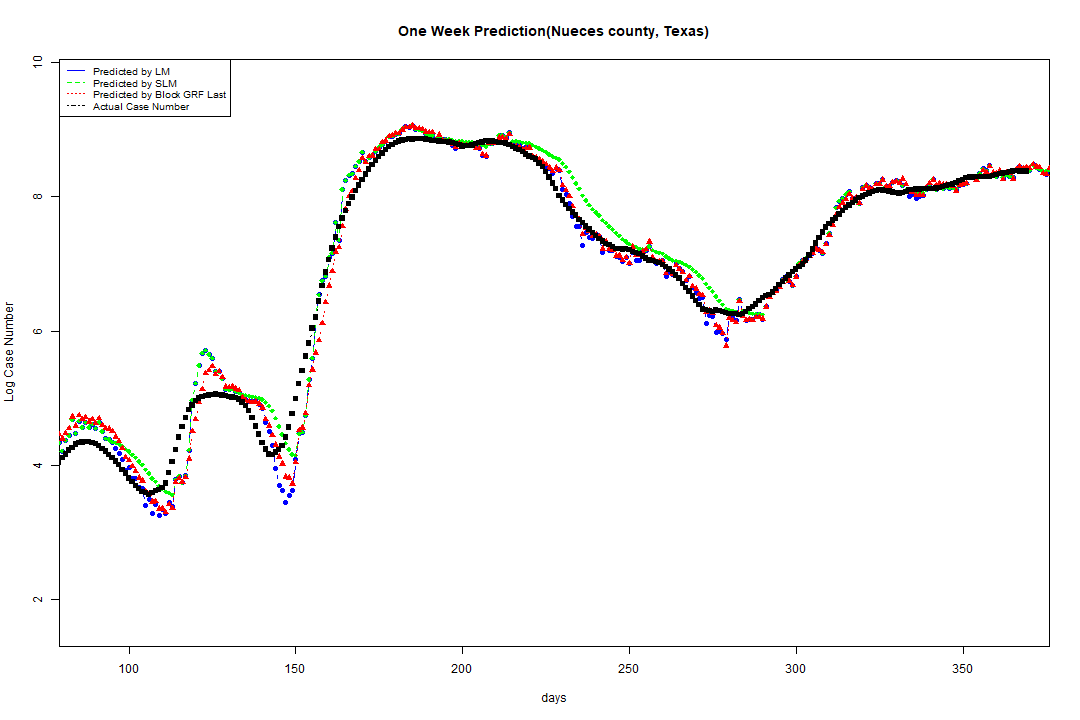 One Week Prediction(Nueces county, Texas)
Predicted by LM
Predicted by SLM
Predicted by Block GRF Last
Actual Case Number
Log Case Number
10
8
6
4
2
100 150 200 250 300 350
days